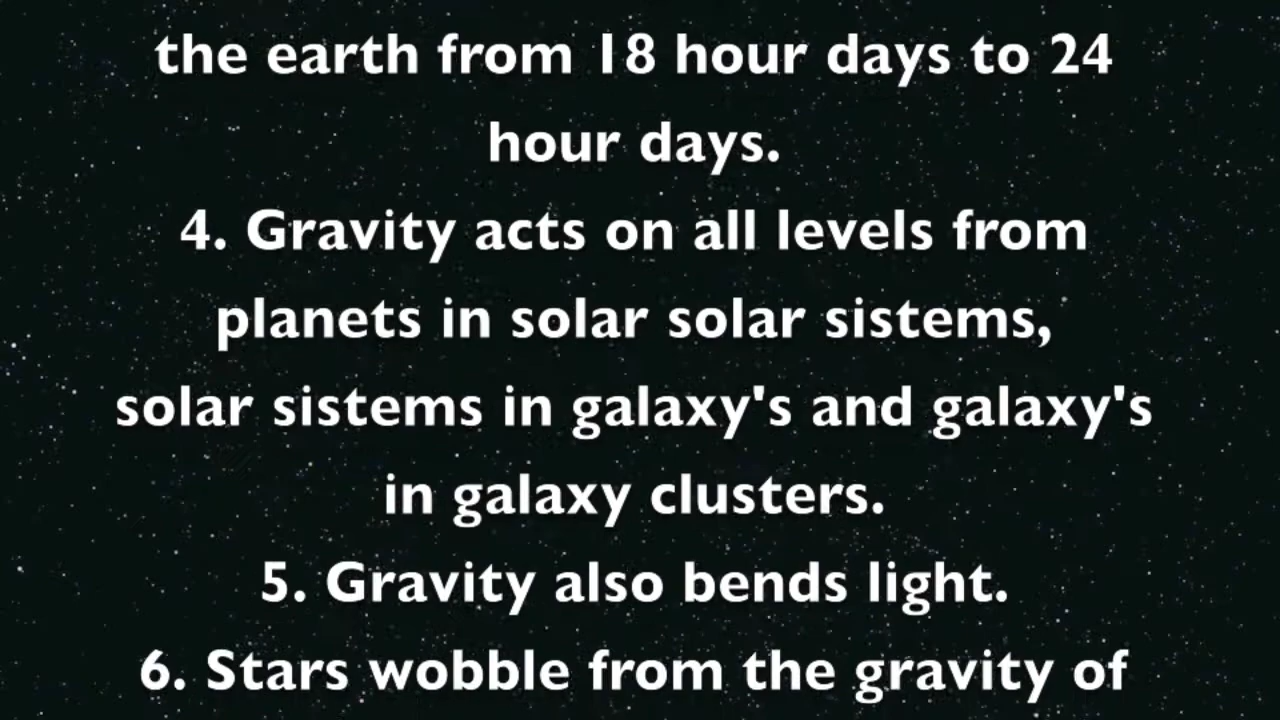 the earth from 18 hour days to 24
hour days.
4. Gravity acts on all levels from
planets in solar solar sistems,
solar sistems in galaxy's and galaxy's
in galaxy clusters.
5. Gravity also bends light.
6. Stars wobble from the gravity of